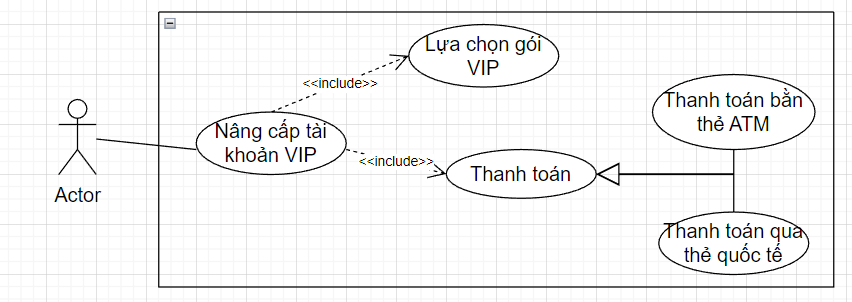 Lựa chọn gói
VIP
<<include>>
Nâng cấp tài
khoản VIP
<<include>>
Thanh toán
Thanh toán bằn
thẻ ATM
Thanh toán qua
thẻ quốc tế
Actor